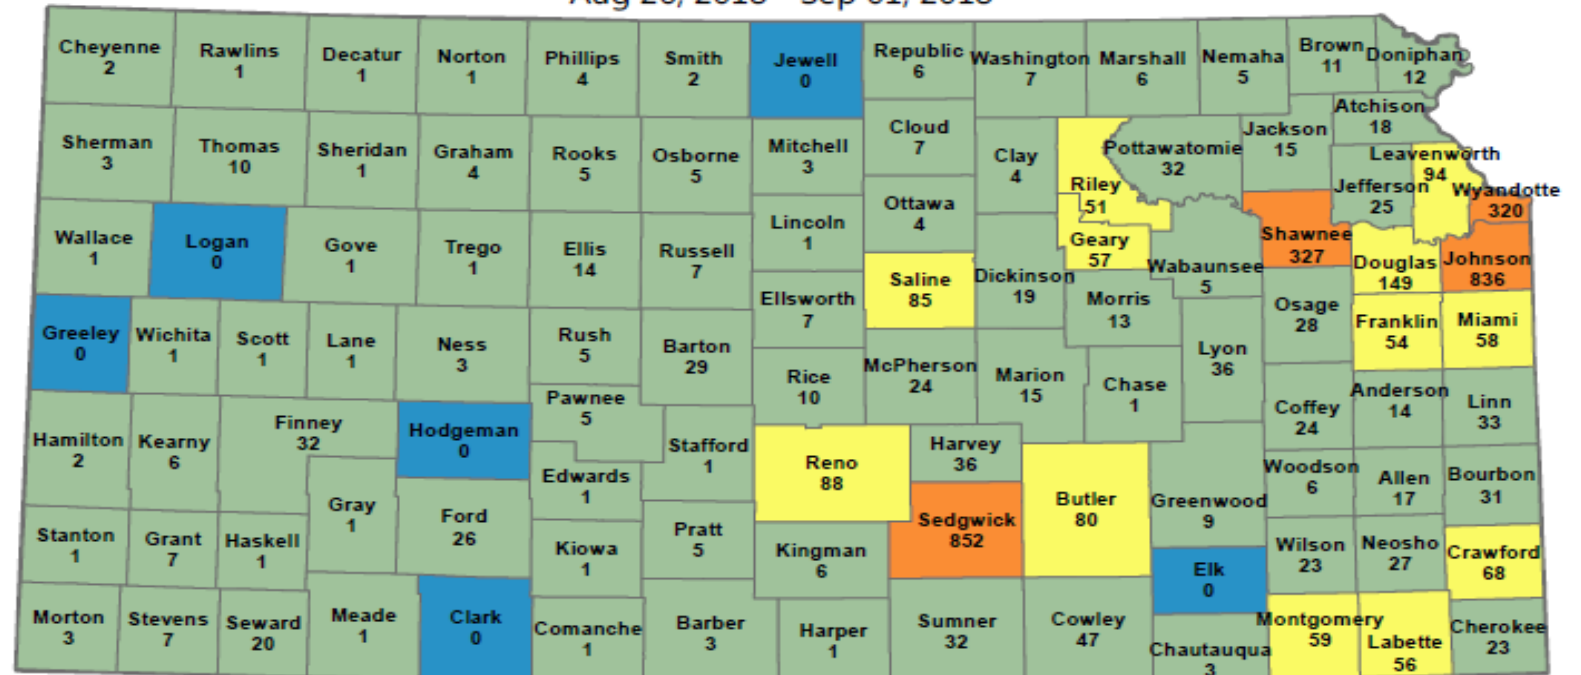 Aug 26, 2018 - Sep 01, 2018
Cheyenne
2
Rawlins
1
Decatur
1
Norton
1
Phillips
4
Smith
2
Jewell
0
Republic
6
Washington
7
Marshall
6
Nemaha
5
Brown
11
Doniphan
12
Atchison
18
Sherman
3
Thomas
10
Sheridan
1
Graham
4
Rooks
5
Osborne
5
Mitchell
3
Cloud
7
Clay
4
Riley
51
Pottawatomie
32
Jackson
15
Jefferson
25
Leavenworth
94
Wyandotte
320
Wallace
1
Logan
0
Gove
1
Trego
1
Ellis
14
Russell
7
Lincoln
1
Ottawa
4
Saline
85
Dickinson
19
Geary
57
Wabaunsee
5
Shawnee
327
Douglas
149
Johnson
836
Greeley
0
Wichita
1
Scott
1
Lane
1
Ness
3
Rush
5
Barton
29
Ellsworth
7
Rice
10
McPherson
24
Marion
15
Morris
13
Chase
1
Lyon
36
Osage
28
Franklin
54
Miami
58
Hamilton
2
Kearny
6
Finney
32
Hodgeman
0
Pawnee
5
Edwards
1
Stafford
1
Reno
88
Harvey
36
Sedgwick
852
Butler
80
Greenwood
9
Coffey
24
Anderson
14
Linn
33
Woodson
6
Allen
17
Bourbon
31
Stanton
1
Grant
7
Haskell
1
Gray
1
Ford
26
Kiowa
1
Pratt
5
Kingman
6
Elk
0
Wilson
23
Neosho
27
Crawford
68
Morton
3
Stevens
7
Seward
20
Meade
1
Clark
0
Comanche
1
Barber
3
Harper
1
Sumner
32
Cowley
47
Chautauqua
3
Montgomery
59
Labette
56
Cherokee
23